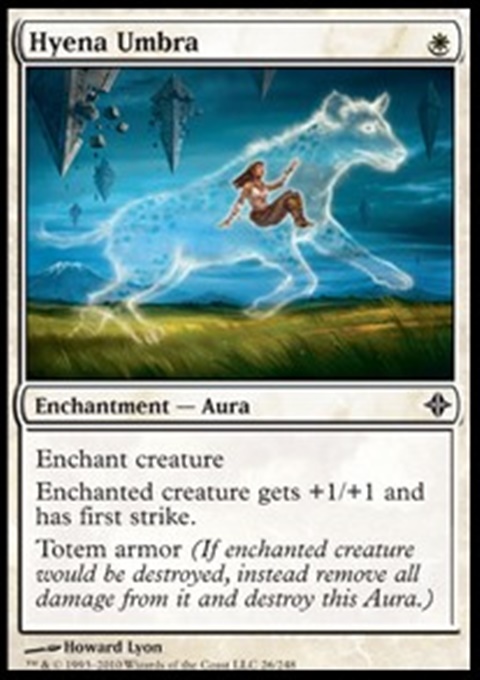 Hyena Umbra
Enchantment — Aura
Enchant creature
Enchanted creature gets +1/+1 and
has first strike.
Totem armor (If enchanted creature
would be destroyed, instead remove all
damage from it and destroy this Aura.)
Howard Lyon
™ & © 1993–2010 Wizards of the Coast LLC 26/248